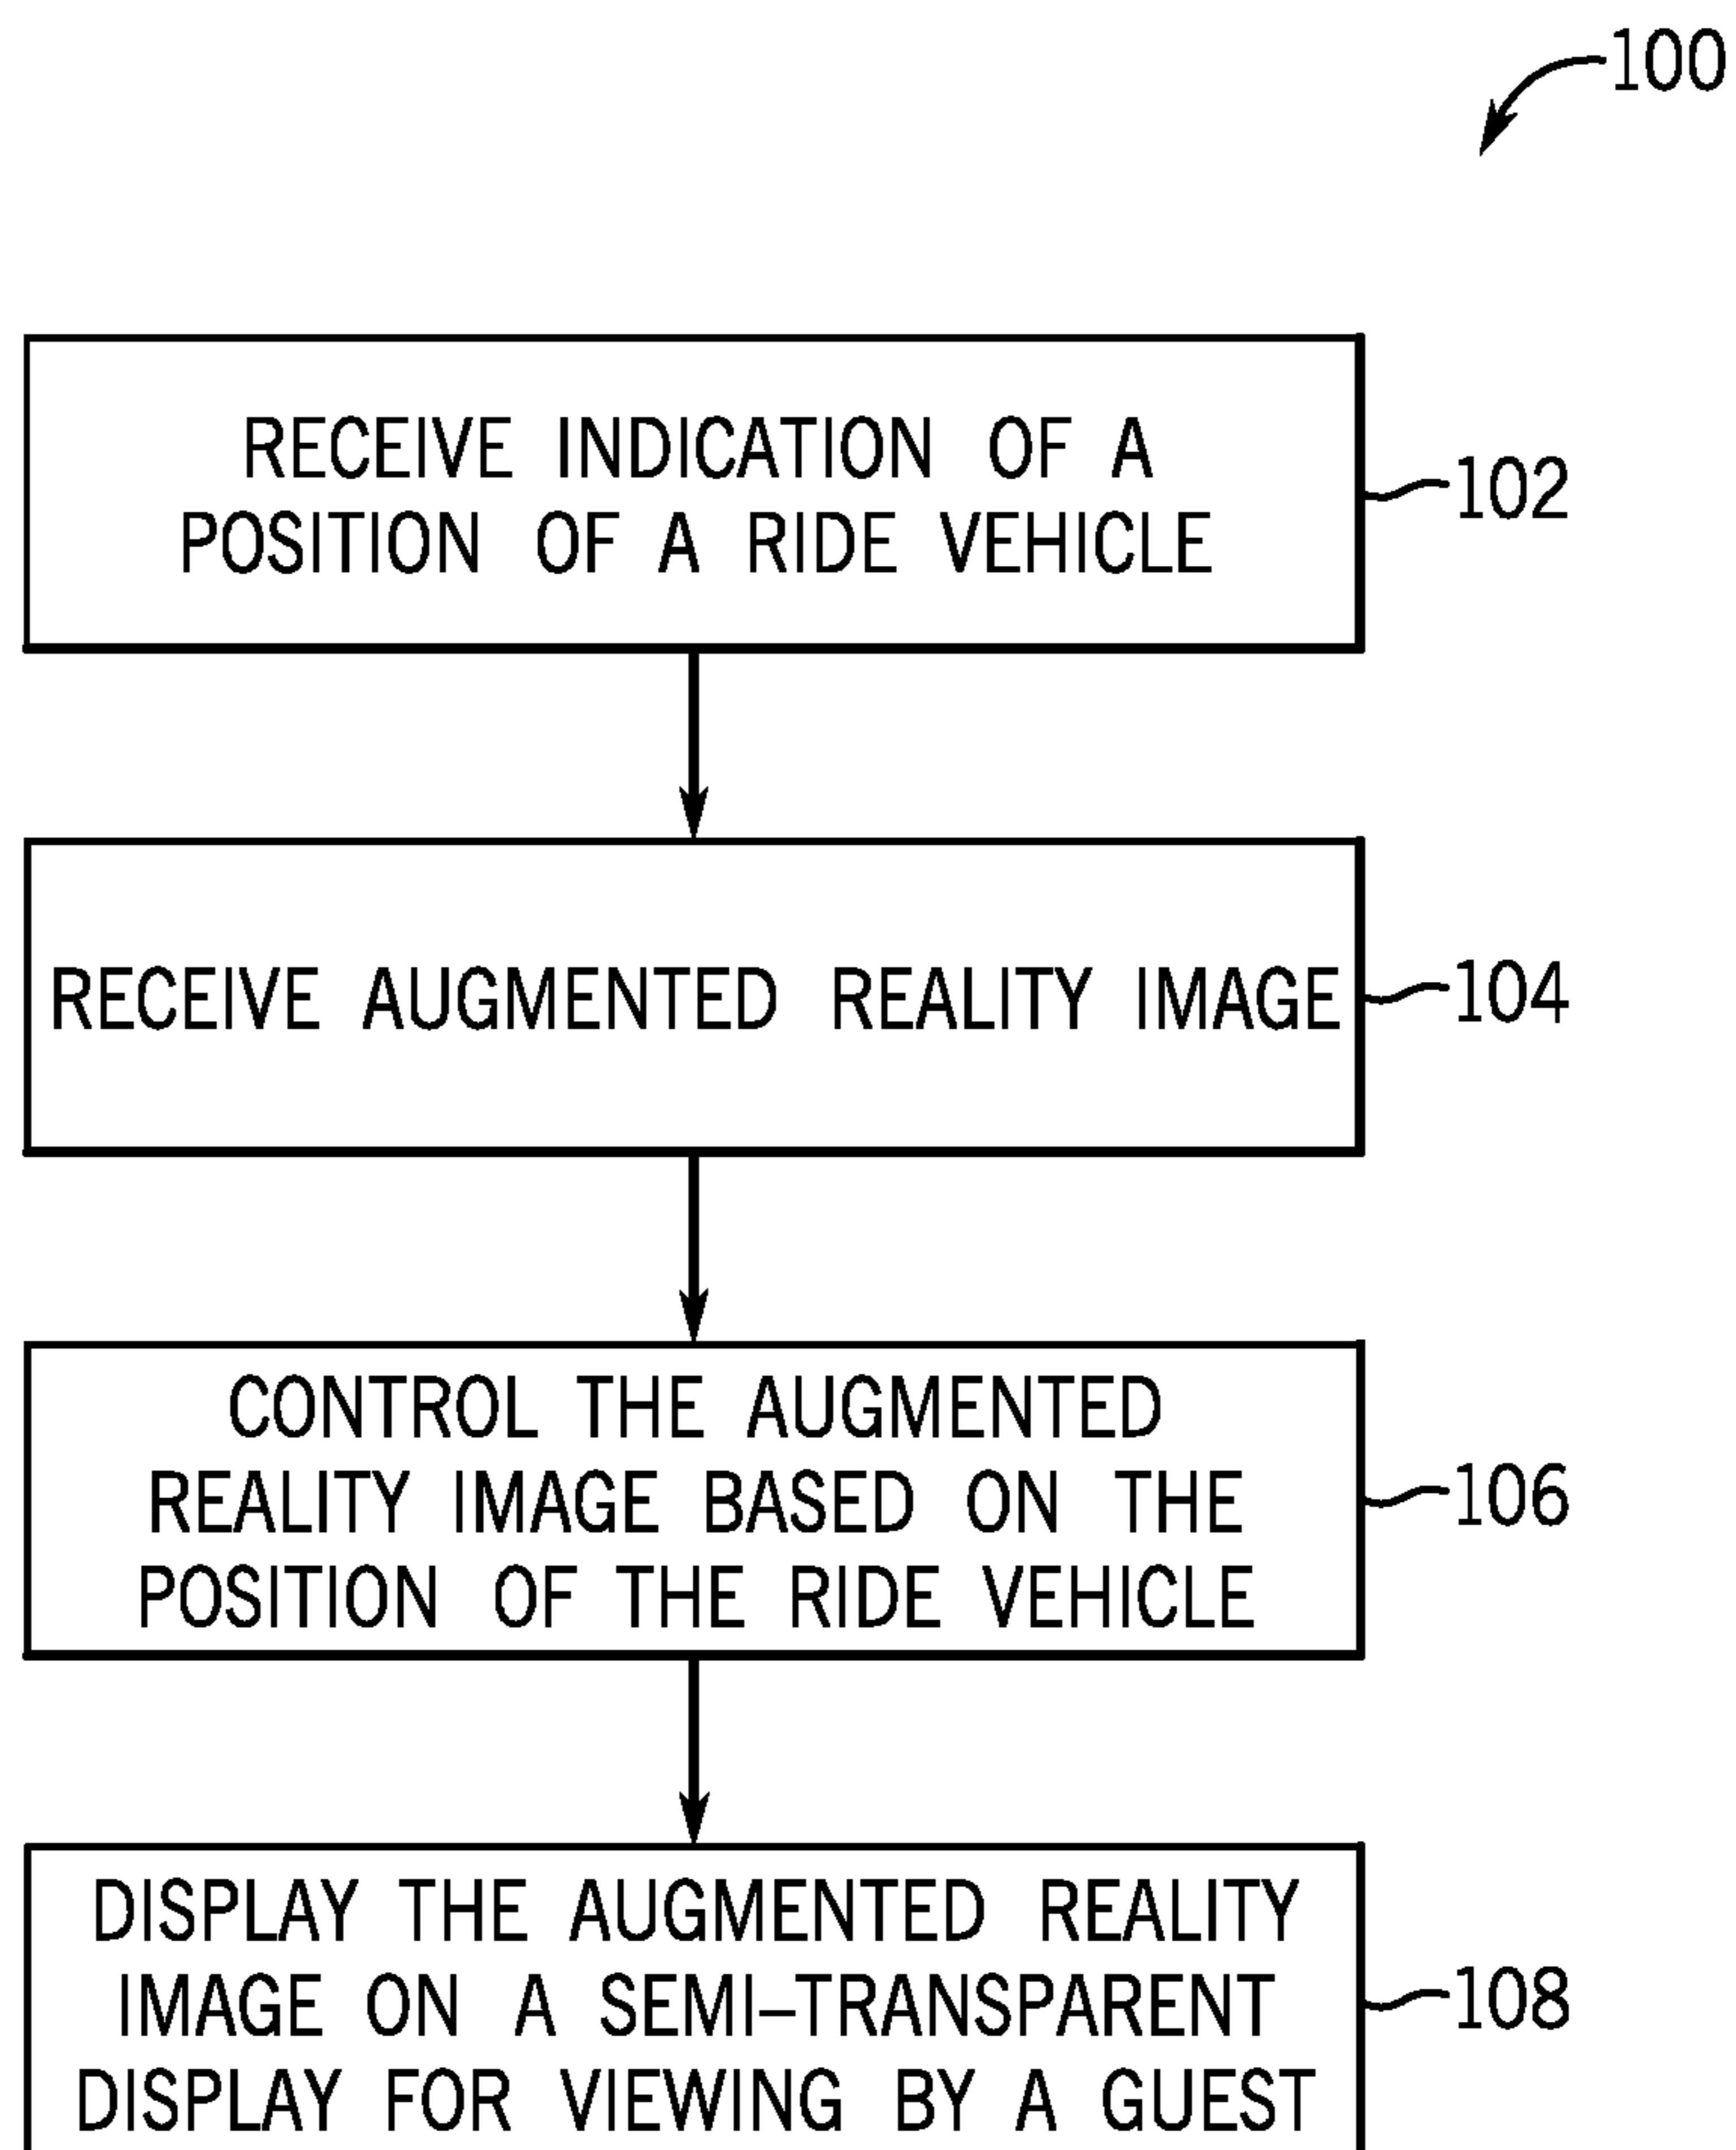 100
RECEIVE INDICATION OF A
POSITION OF A RIDE VEHICLE
102
RECEIVE AUGMENTED REALITY IMAGE
104
CONTROL THE AUGMENTED
REALITY IMAGE BASED ON THE
POSITION OF THE RIDE VEHICLE
106
DISPLAY THE AUGMENTED REALITY
IMAGE ON A SEMI-TRANSPARENT
DISPLAY FOR VIEWING BY A GUEST
108